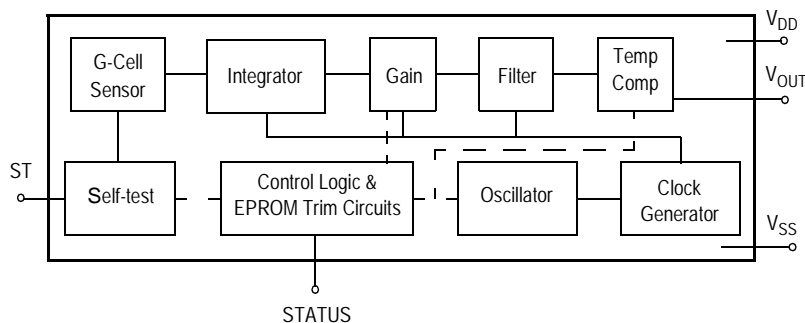 V_DD
G-Cell
Sensor
Integrator
Gain
Filter
Temp
Comp
V_OUT
ST
Self-test
Control Logic &
EPROM Trim Circuits
Oscillator
Clock
Generator
V_SS
STATUS